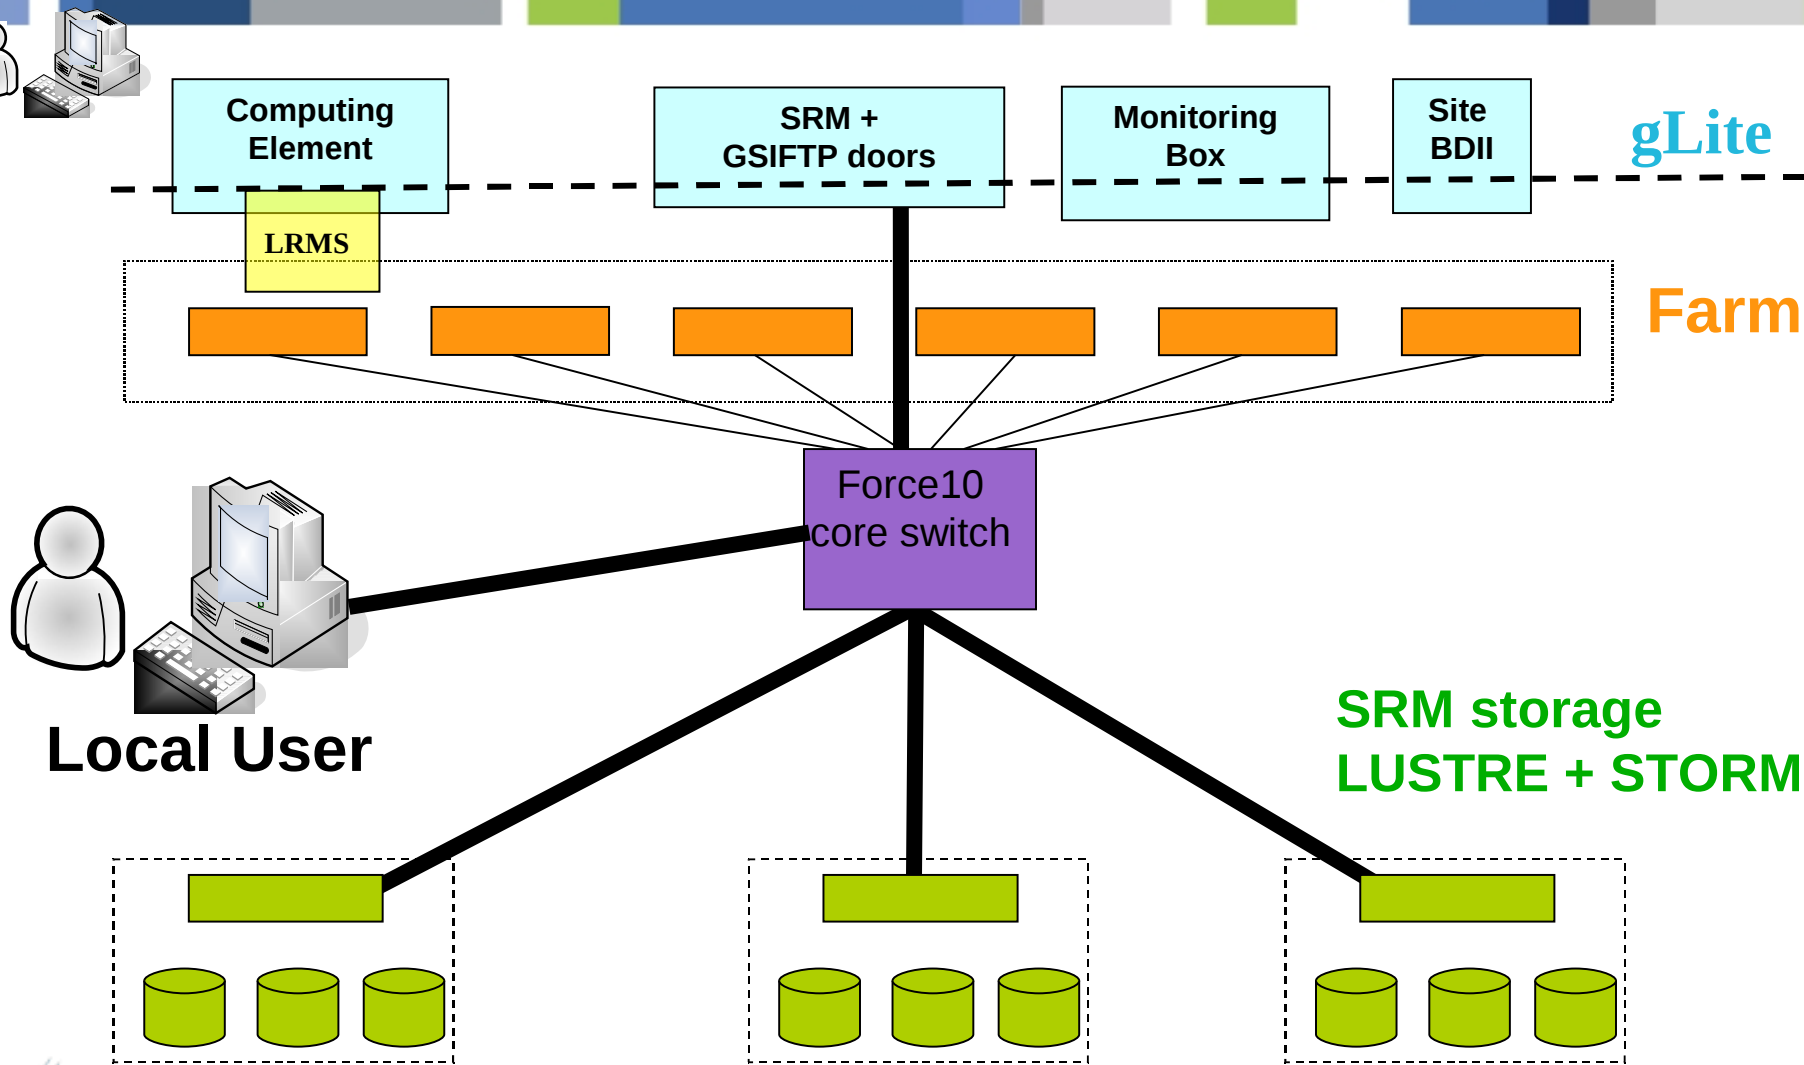 Computing
Element
SRM +
GSIFTP doors
Monitoring
Box
Site
BDII
gLite
LRMS
Farm
Force10
core switch
Local User
SRM storage
LUSTRE + STORM